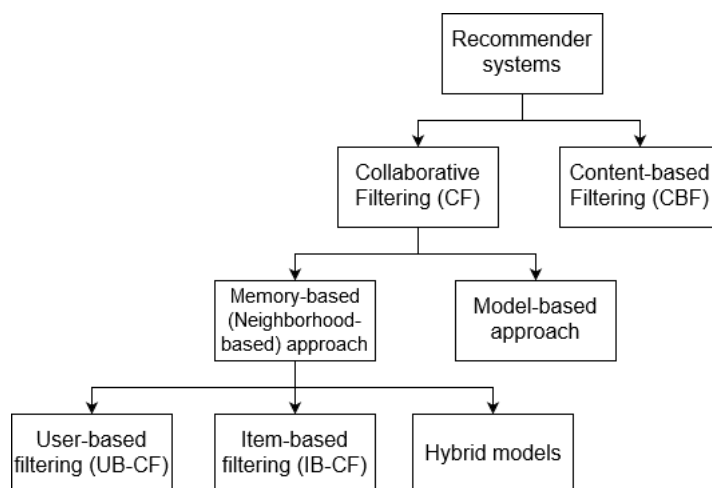 Recommender
systems
Collaborative
Filtering (CF)
Content-based
Filtering (CBF)
Memory-based
(Neighborhood-
based) approach
Model-based
approach
User-based
filtering (UB-CF)
Item-based
filtering (IB-CF)
Hybrid models